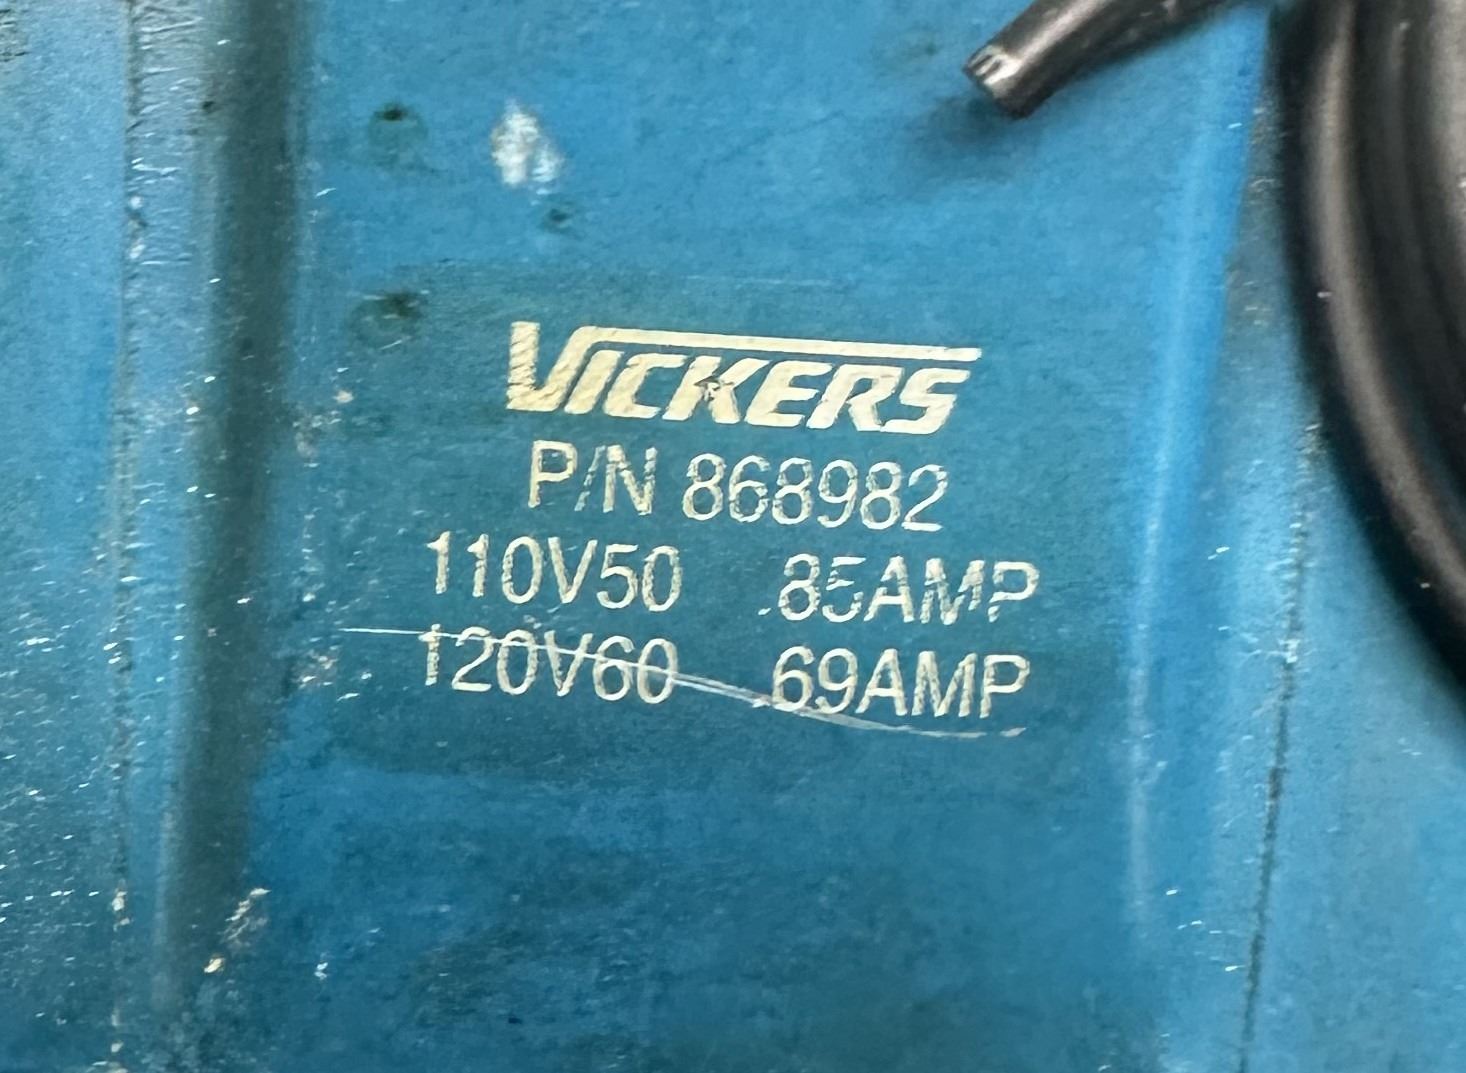 VICKERS
P/N 868982
110V50 .85AMP
120V60 .69AMP